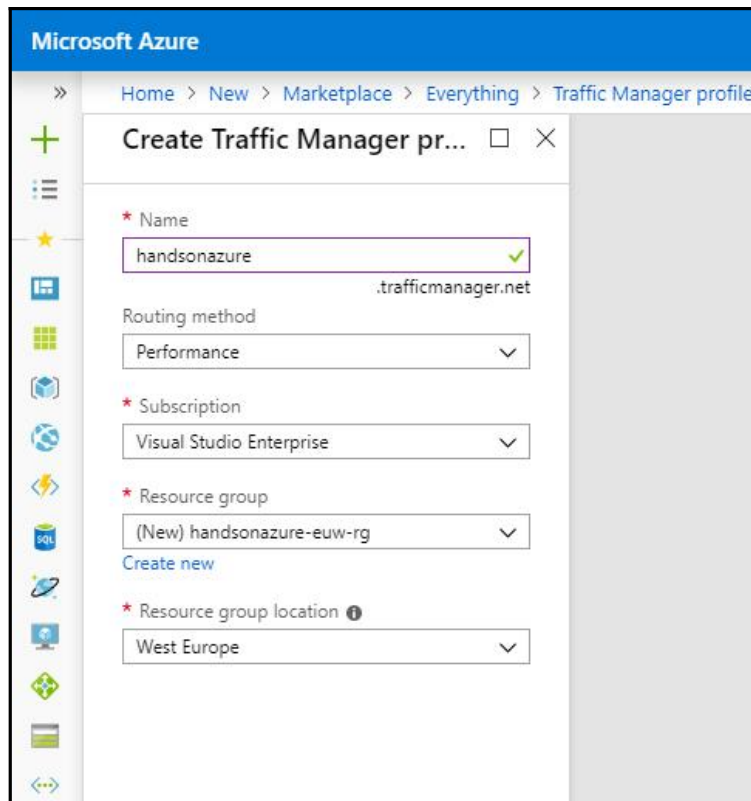 Microsoft Azure
» Home > New > Marketplace > Everything > Traffic Manager profile
Create Traffic Manager pr...
* Name
handsonazure
.trafficmanager.net
Routing method
Performance
* Subscription
Visual Studio Enterprise
* Resource group
(New) handsonazure-euw-rg
Create new
* Resource group location
West Europe
SQL